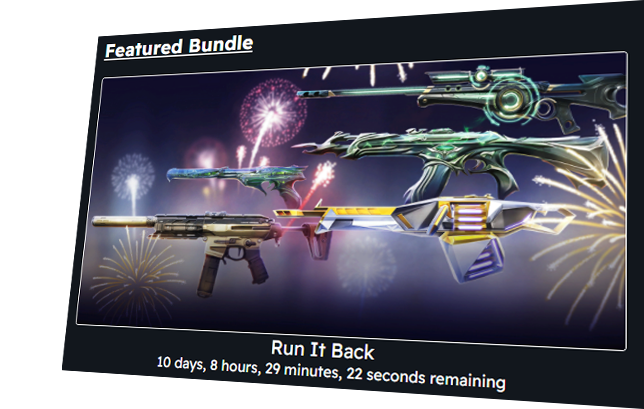 Featured Bundle
Run It Back
10 days, 8 hours, 29 minutes, 22 seconds remaining